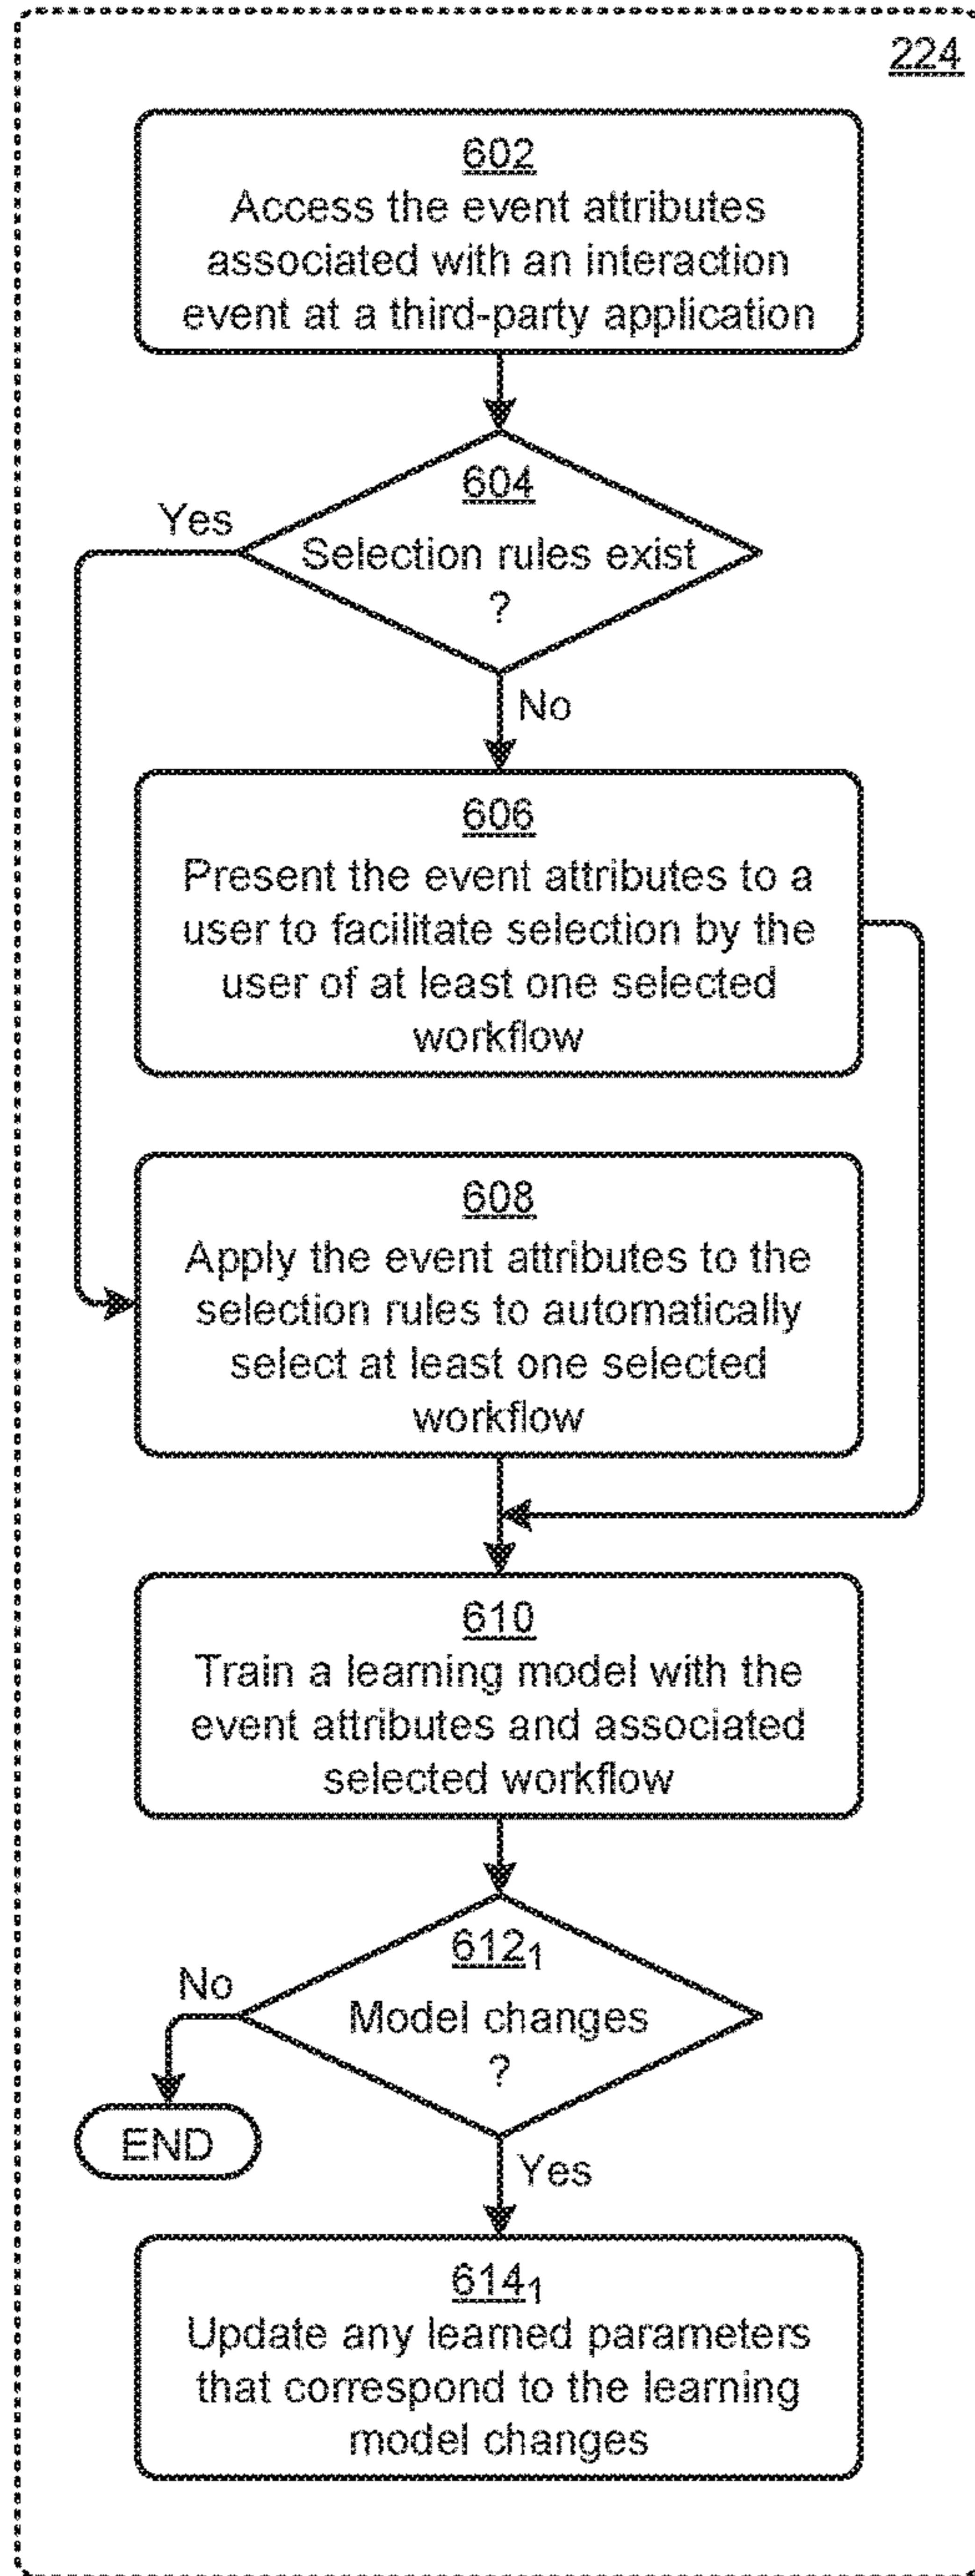 224
602
Access the event attributes
associated with an interaction
event at a third-party application
604
Yes
Selection rules exist
?
No
606
Present the event attributes to a
user to facilitate selection by the
user of at least one selected
workflow
608
Apply the event attributes to the
selection rules to automatically
select at least one selected
workflow
610
Train a learning model with the
event attributes and associated
selected workflow
612₁
No
Model changes
?
END
Yes
614₁
Update any learned parameters
that correspond to the learning
model changes